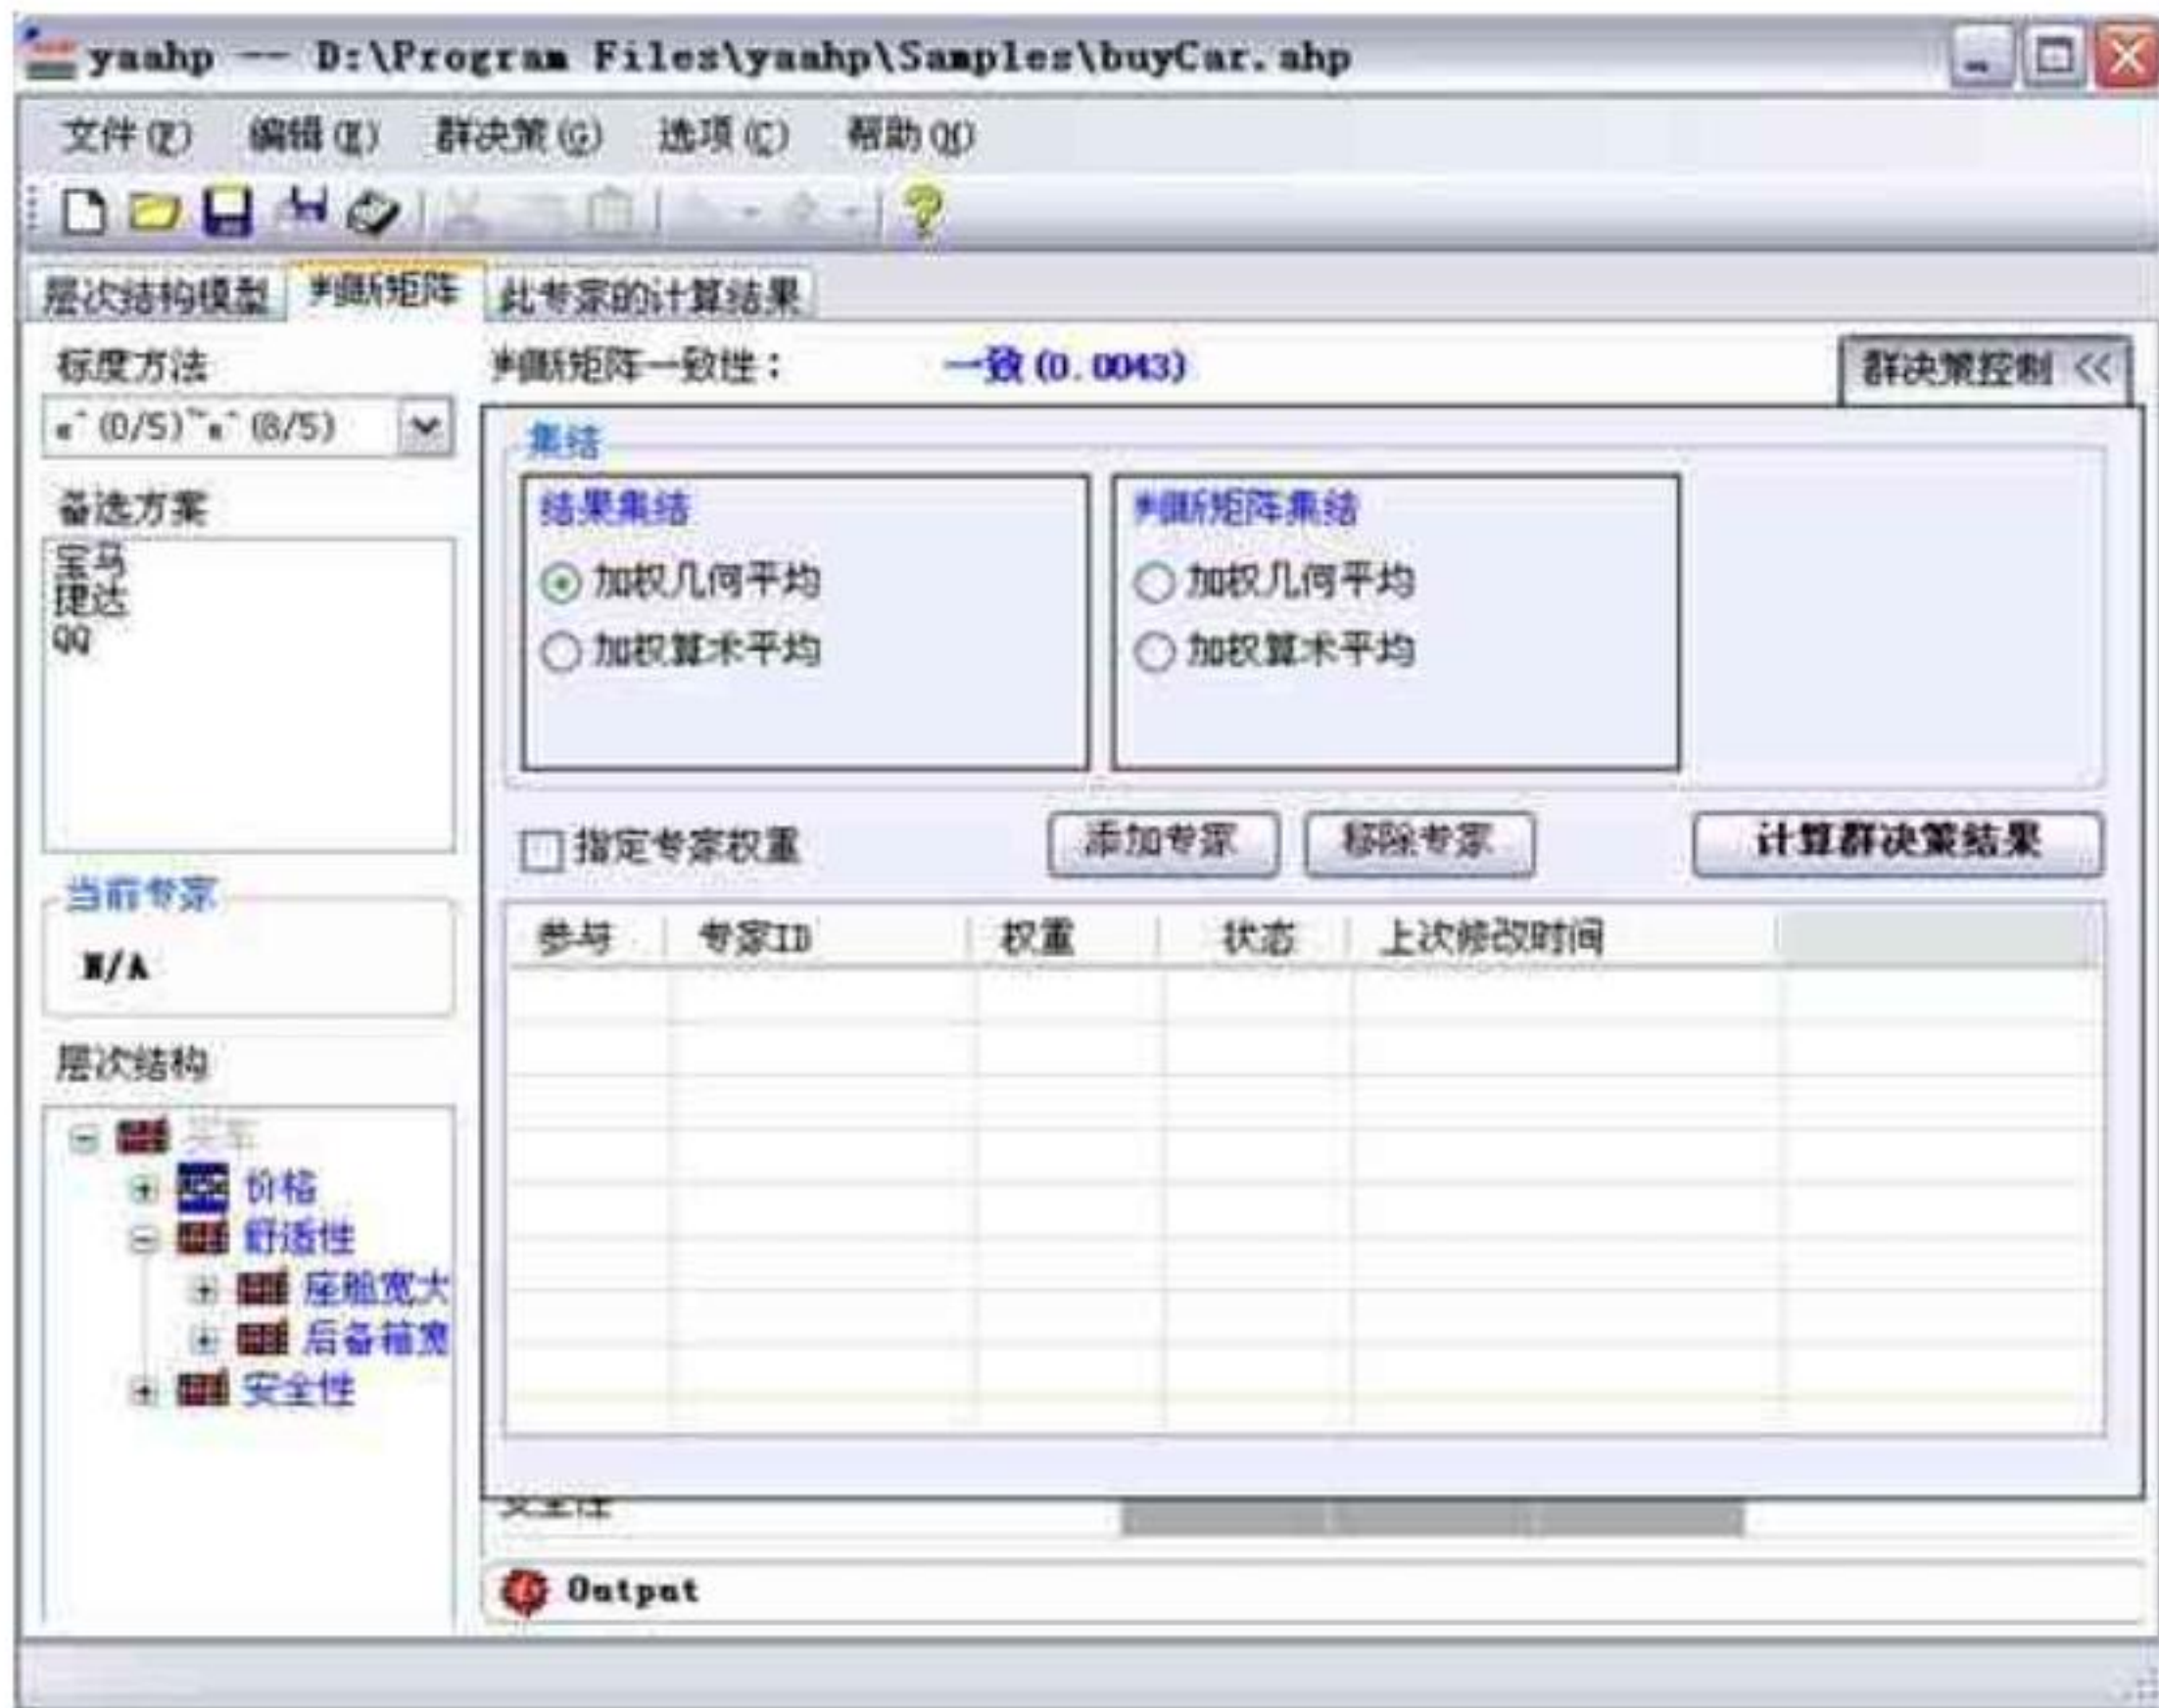 yaahp -- D:\Program Files\yaahp\Samples\buyCar.ahp
文件(F) 编辑(E) 群决策(G) 选项(C) 帮助(H)
层次结构模型 判断矩阵 此专家的计算结果
标度方法 判断矩阵一致性： 一致(0.0043) 群决策控制 <<
e^(0/5)~e^(8/5)
集结
备选方案 结果集结 判断矩阵集结
宝马
捷达
QQ
加权几何平均 加权几何平均
加权算术平均 加权算术平均
指定专家权重 添加专家 移除专家 计算群决策结果
当前专家
N/A
参与 专家ID 权重 状态 上次修改时间
层次结构
买车
价格
舒适性
座舱宽大
后备箱宽
安全性
安全性
Output